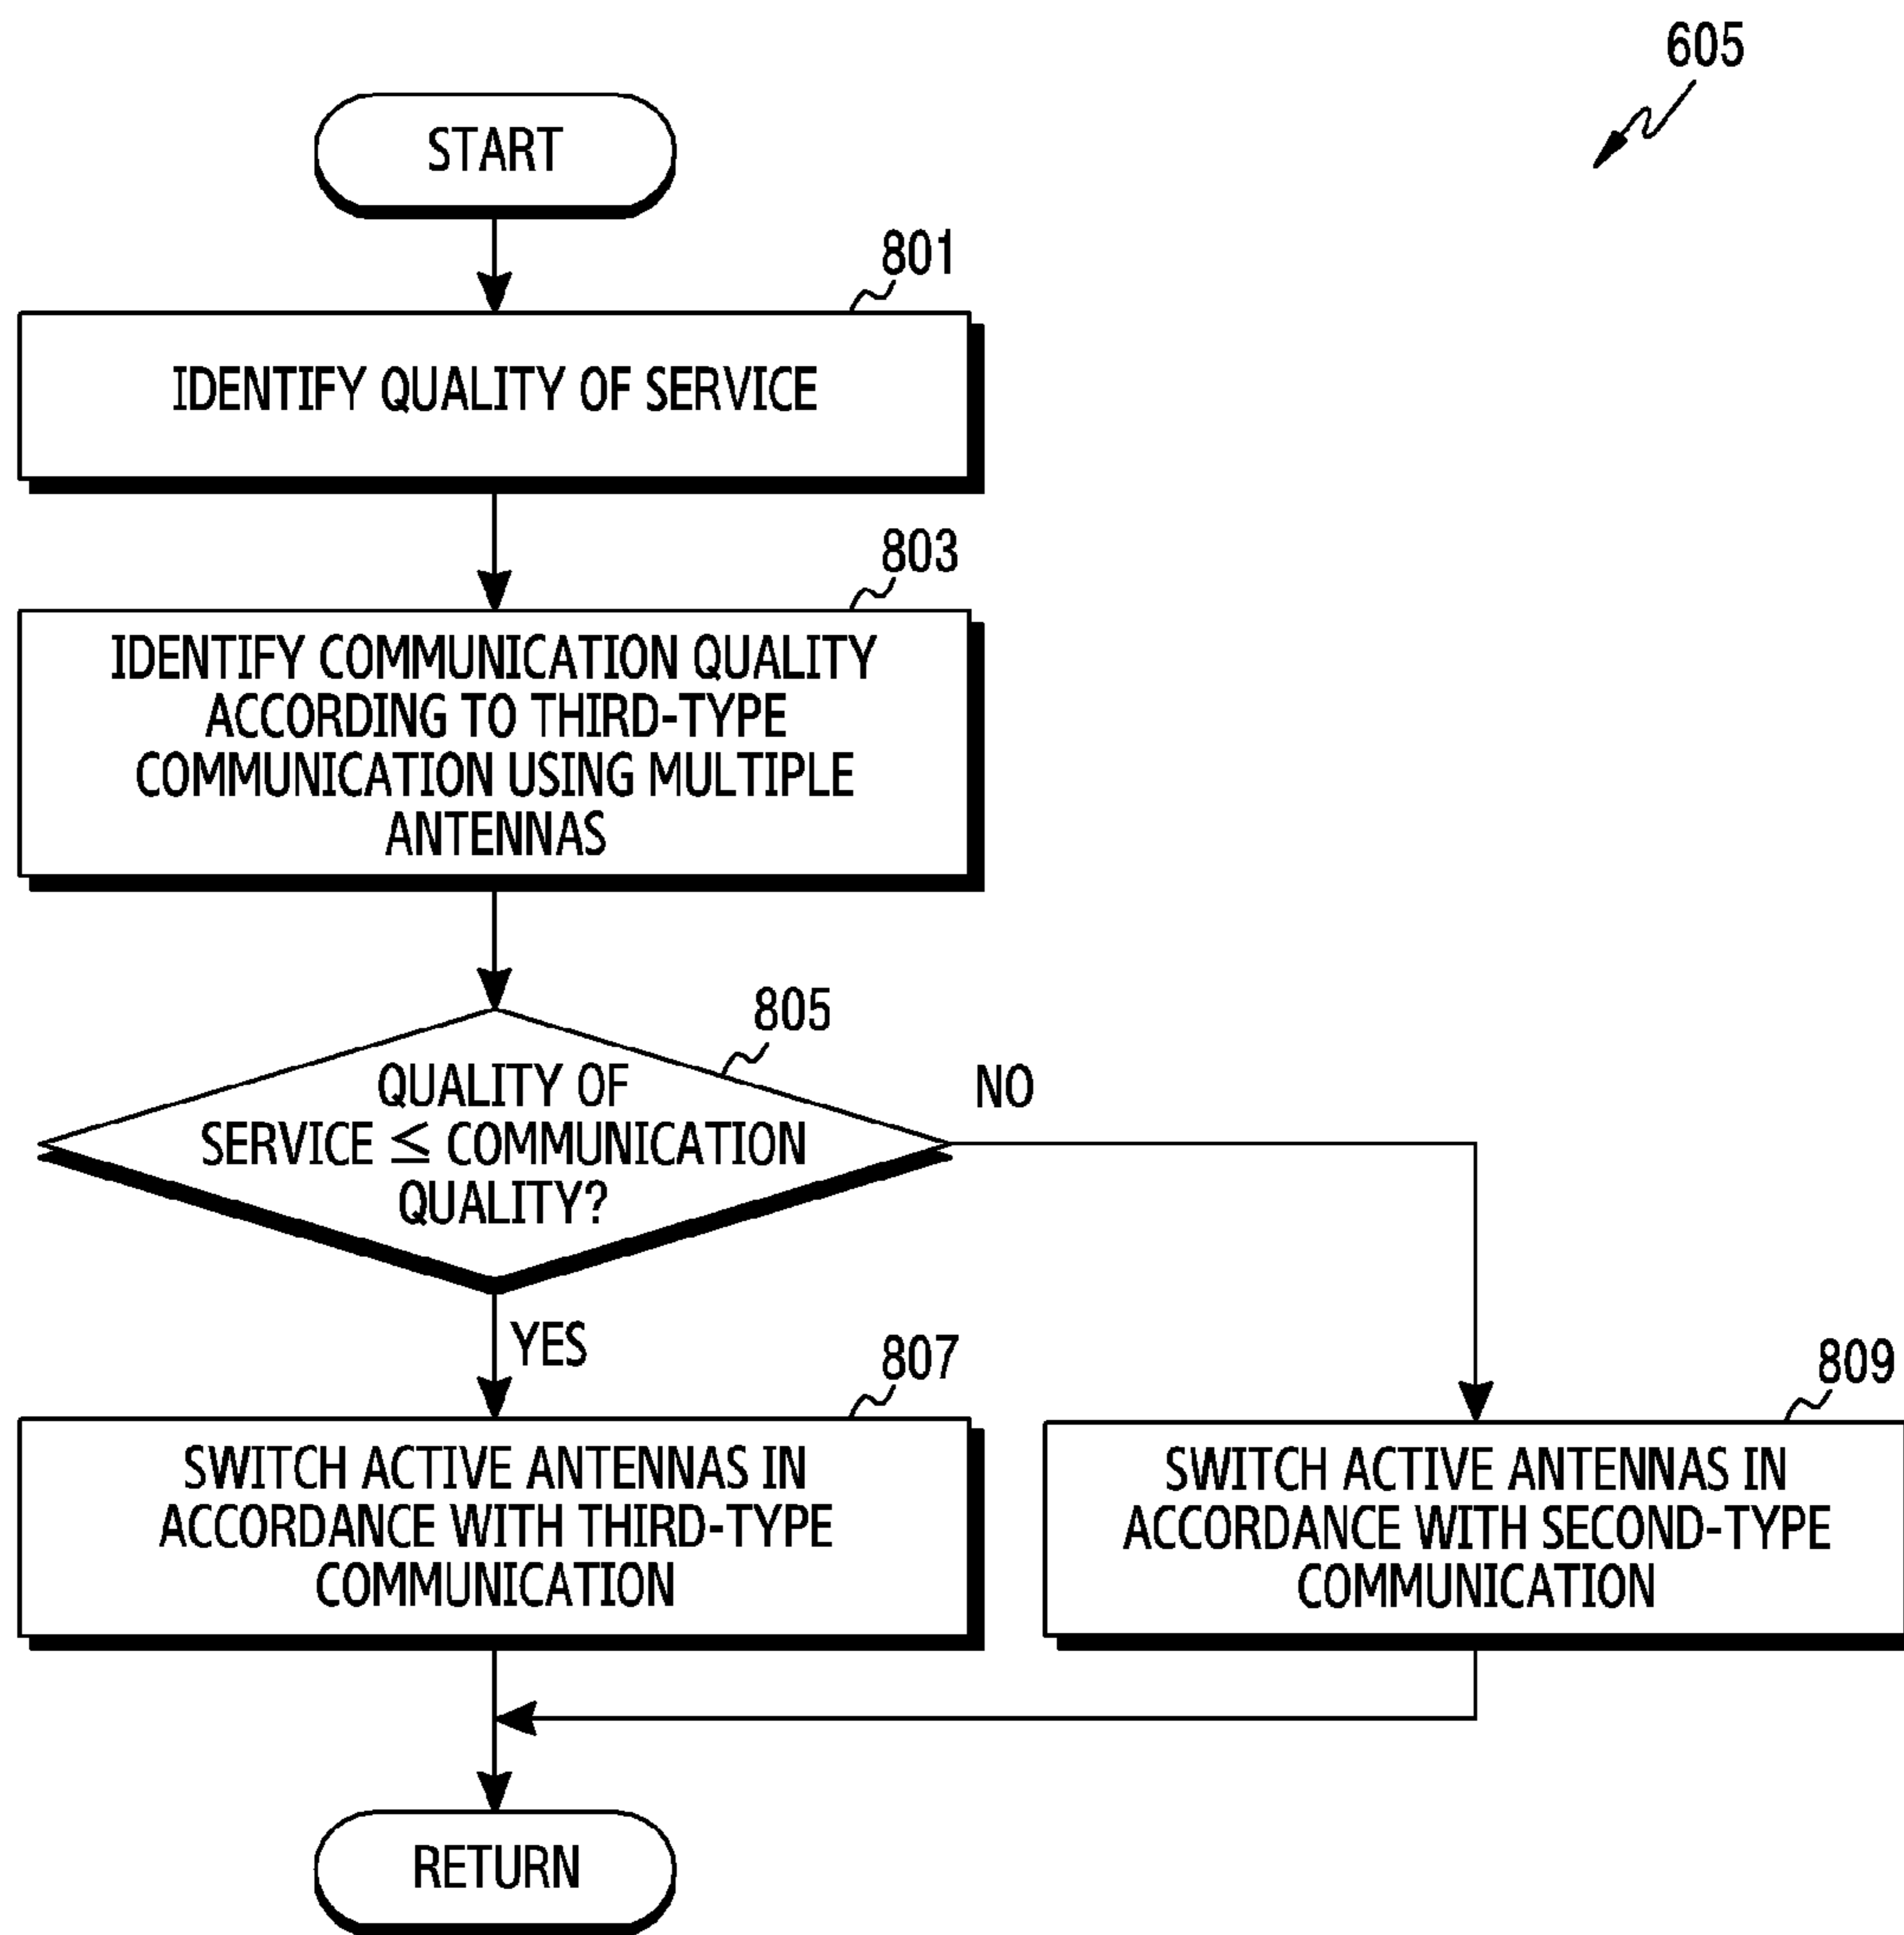 605
START
801
IDENTIFY QUALITY OF SERVICE
803
IDENTIFY COMMUNICATION QUALITY
ACCORDING TO THIRD-TYPE
COMMUNICATION USING MULTIPLE
ANTENNAS
805
QUALITY OF
SERVICE ≤ COMMUNICATION
QUALITY?
NO
YES
807
SWITCH ACTIVE ANTENNAS IN
ACCORDANCE WITH THIRD-TYPE
COMMUNICATION
809
SWITCH ACTIVE ANTENNAS IN
ACCORDANCE WITH SECOND-TYPE
COMMUNICATION
RETURN